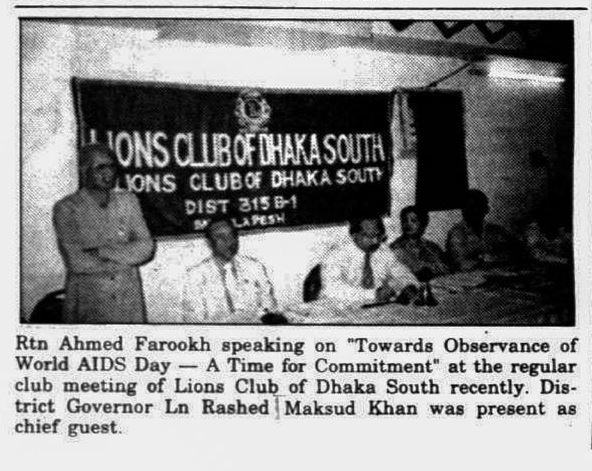 LIONS CLUB OF DHAKA SOUTH
LIONS CLUB OF DHAKA SOUTH
DIST 315 B-1
BANGLADESH
Rtn Ahmed Farookh speaking on "Towards Observance of
World AIDS Day — A Time for Commitment" at the regular
club meeting of Lions Club of Dhaka South recently. Dis-
trict Governor Ln Rashed Maksud Khan was present as
chief guest.